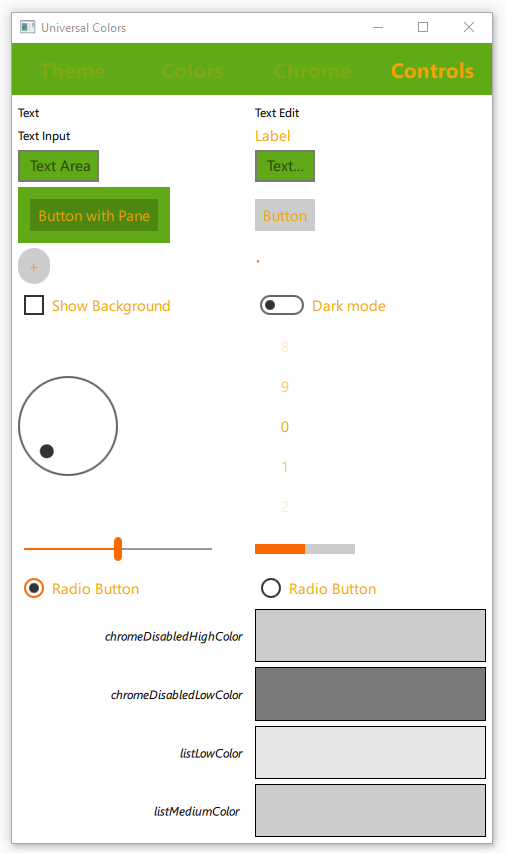 Universal Colors
Theme Colors Chrome Controls
Text Text Edit
Text Input Label
Text Area Text...
Button with Pane Button
+
Show Background Dark mode
8
9
0
1
2
Radio Button Radio Button
chromeDisabledHighColor
chromeDisabledLowColor
listLowColor
listMediumColor